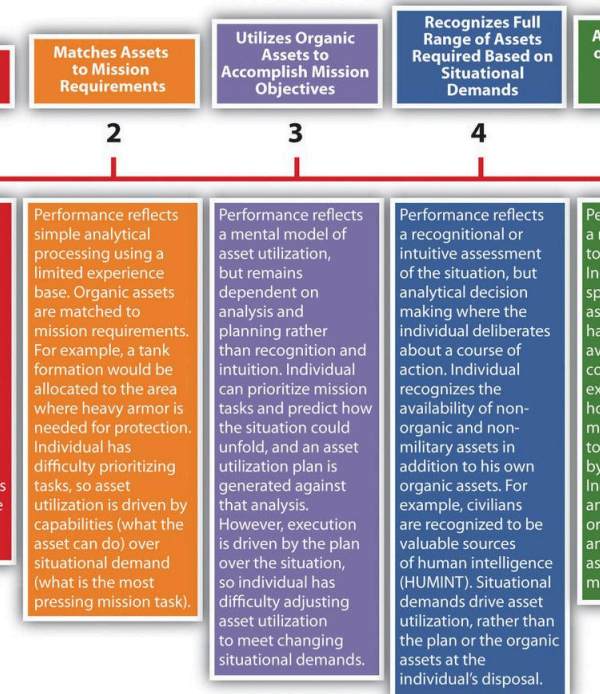 Matches Assets
to Mission
Requirements
Utilizes Organic
Assets to
Accomplish Mission
Objectives
Recognizes Full
Range of Assets
Required Based on
Situational
Demands
2
3
4
Performance reflects
simple analytical
processing using a
limited experience
base. Organic assets
are matched to
mission requirements.
For example, a tank
formation would be
allocated to the area
where heavy armor is
needed for protection.
Individual has
difficulty prioritizing
tasks, so asset
utilization is driven by
capabilities (what the
asset can do) over
situational demand
(what is the most
pressing mission task).
Performance reflects
a mental model of
asset utilization,
but remains
dependent on
analysis and
planning rather
than recognition and
intuition. Individual
can prioritize mission
tasks and predict how
the situation could
unfold, and an asset
utilization plan is
generated against
that analysis.
However, execution
is driven by the plan
over the situation,
so individual has
difficulty adjusting
asset utilization
to meet changing
situational demands.
Performance reflects
a recognitional or
intuitive assessment
of the situation, but
analytical decision
making where the
individual deliberates
about a course of
action. Individual
recognizes the
availability of non-
organic and non-
military assets in
addition to his own
organic assets. For
example, civilians
are recognized to be
valuable sources
of human intelligence
(HUMINT). Situational
demands drive asset
utilization, rather than
the plan or the organic
assets at the
individual's disposal.